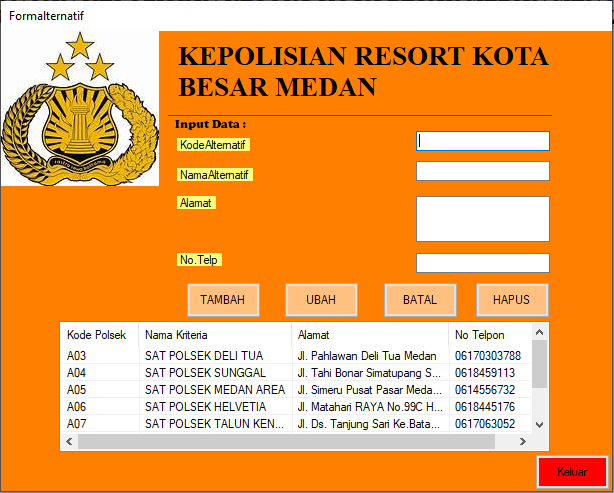 Formalternatif
KEPOLISIAN RESORT KOTA
BESAR MEDAN
Input Data :
KodeAlternatif
NamaAlternatif
Alamat
No.Telp
TAMBAH UBAH BATAL HAPUS
Kode Polsek Nama Kriteria Alamat No Telpon
A03 SAT POLSEK DELI TUA Jl. Pahlawan Deli Tua Medan 06170303788
A04 SAT POLSEK SUNGGAL Jl. Tahi Bonar Simatupang S... 0618459113
A05 SAT POLSEK MEDAN AREA Jl. Simeru Pusat Pasar Meda... 0614556732
A06 SAT POLSEK HELVETIA Jl. Matahari RAYA No.99C H... 0618445176
A07 SAT POLSEK TALUN KEN... Jl. Ds. Tanjung Sari Ke.Bata... 0617063052
Keluar